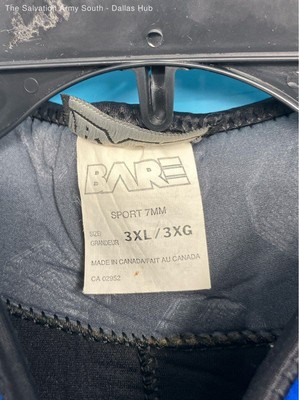 The Salvation Army South - Dallas Hub
BARE
SPORT 7MM
SIZE/
GRANDEUR 3XL/3XG
MADE IN CANADA/FAIT AU CANADA
CA 02952